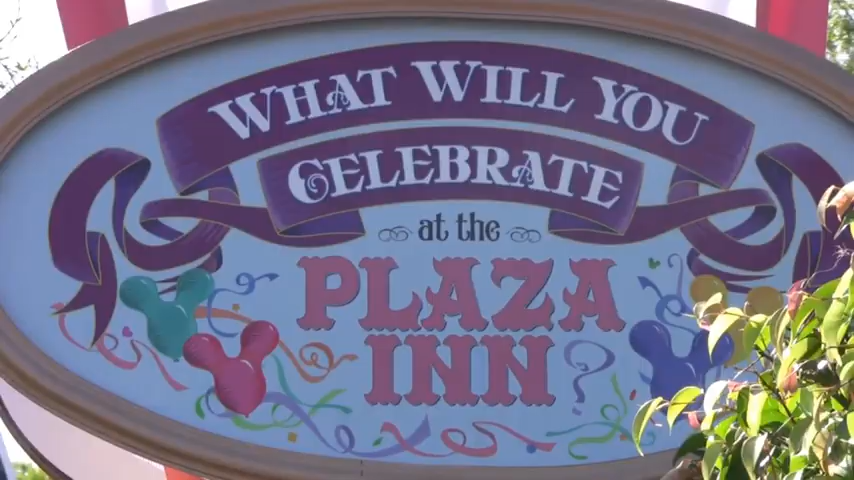 WHAT WILL YOU
CELEBRATE
at the
PLAZA
INN?